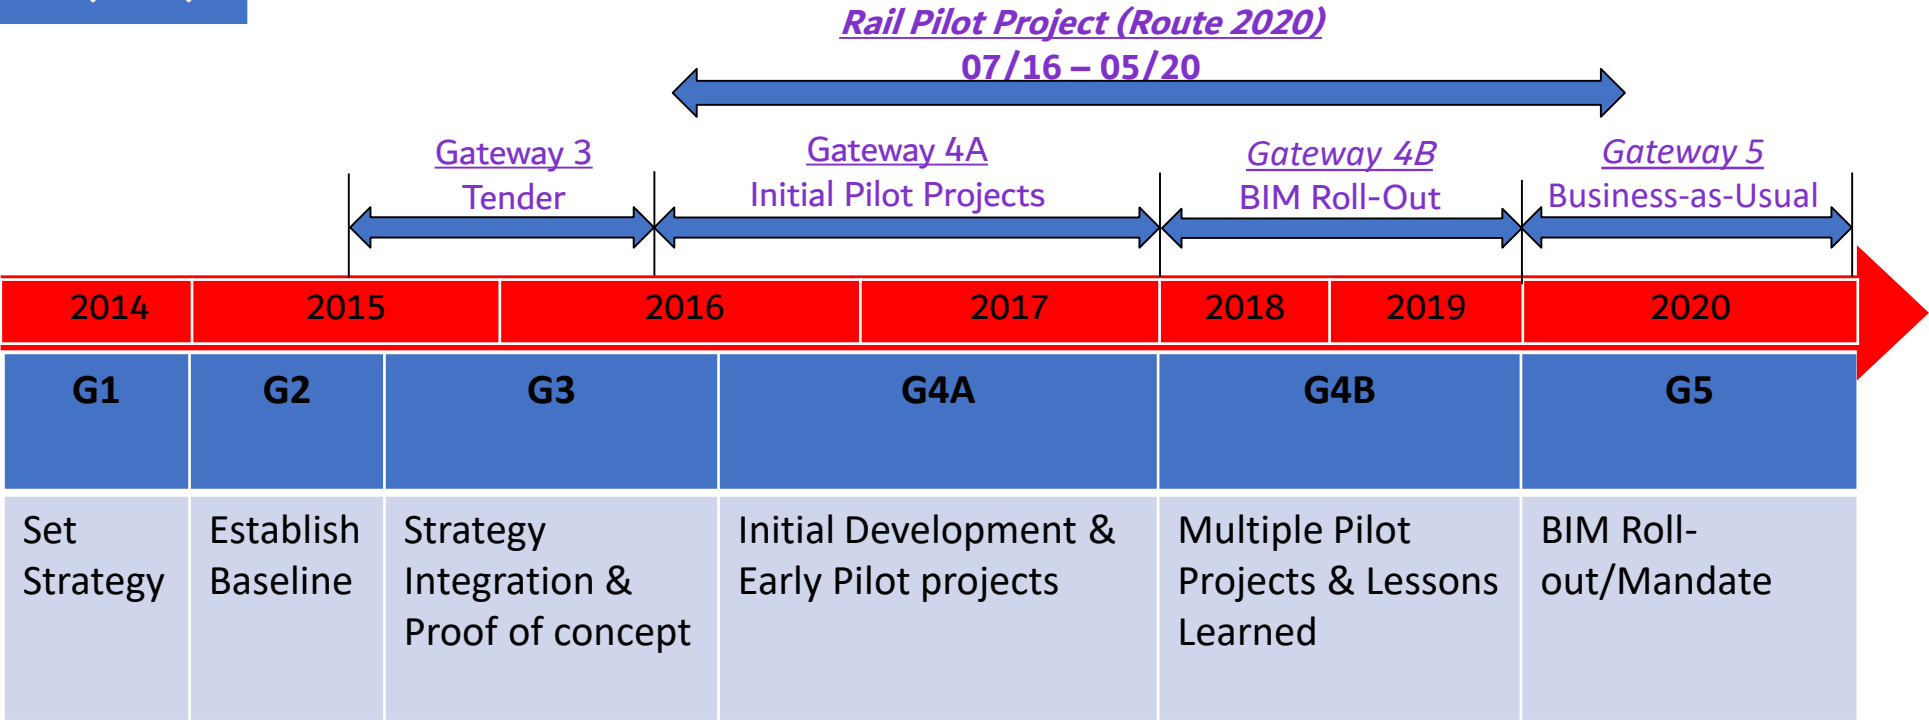 Rail Pilot Project (Route 2020)
07/16 – 05/20
Gateway 3
Tender
Gateway 4A
Initial Pilot Projects
Gateway 4B
BIM Roll-Out
Gateway 5
Business-as-Usual
2014
2015
2016
2017
2018
2019
2020
G1
G2
G3
G4A
G4B
G5
Set
Strategy
Establish
Baseline
Strategy
Integration &
Proof of concept
Initial Development &
Early Pilot projects
Multiple Pilot
Projects & Lessons
Learned
BIM Roll-
out/Mandate